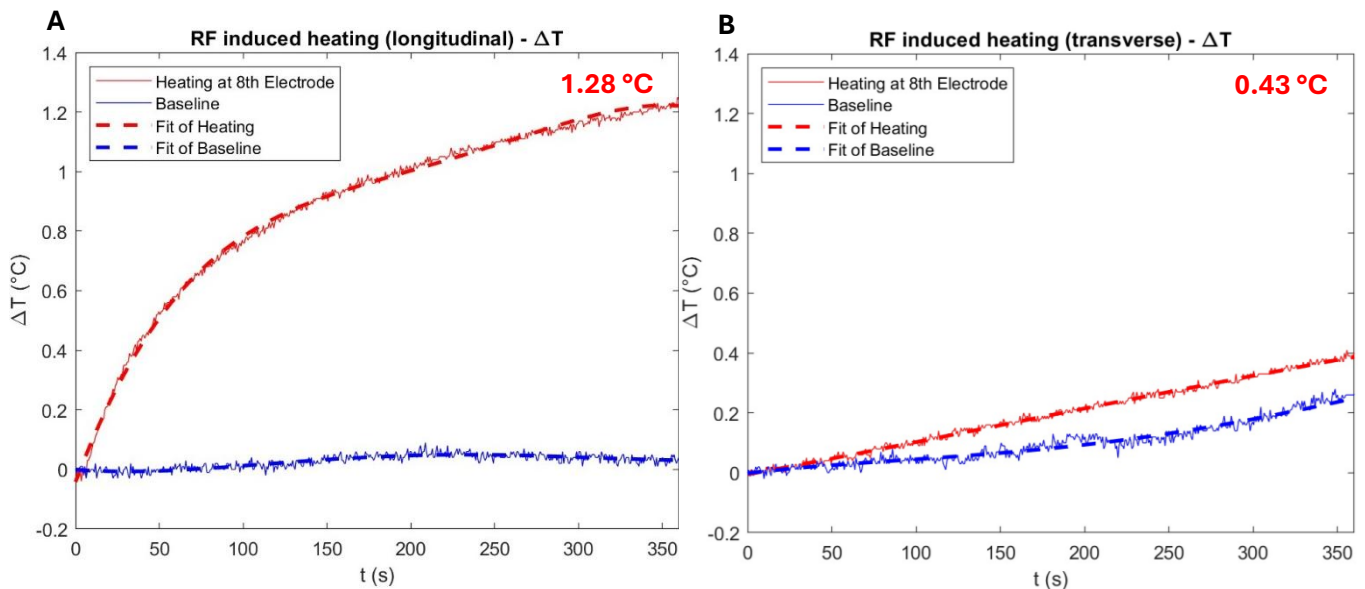 A
RF induced heating (longitudinal) - ΔT
1.28 °C
Heating at 8th Electrode
Baseline
Fit of Heating
Fit of Baseline
1.4
1.2
1
0.8
0.6
0.4
0.2
0
-0.2
ΔT (°C)
0
50
100
150
200
250
300
350
t (s)
B
RF induced heating (transverse) - ΔT
0.43 °C
Heating at 8th Electrode
Baseline
Fit of Heating
Fit of Baseline
1.4
1.2
1
0.8
0.6
0.4
0.2
0
-0.2
ΔT (°C)
0
50
100
150
200
250
300
350
t (s)